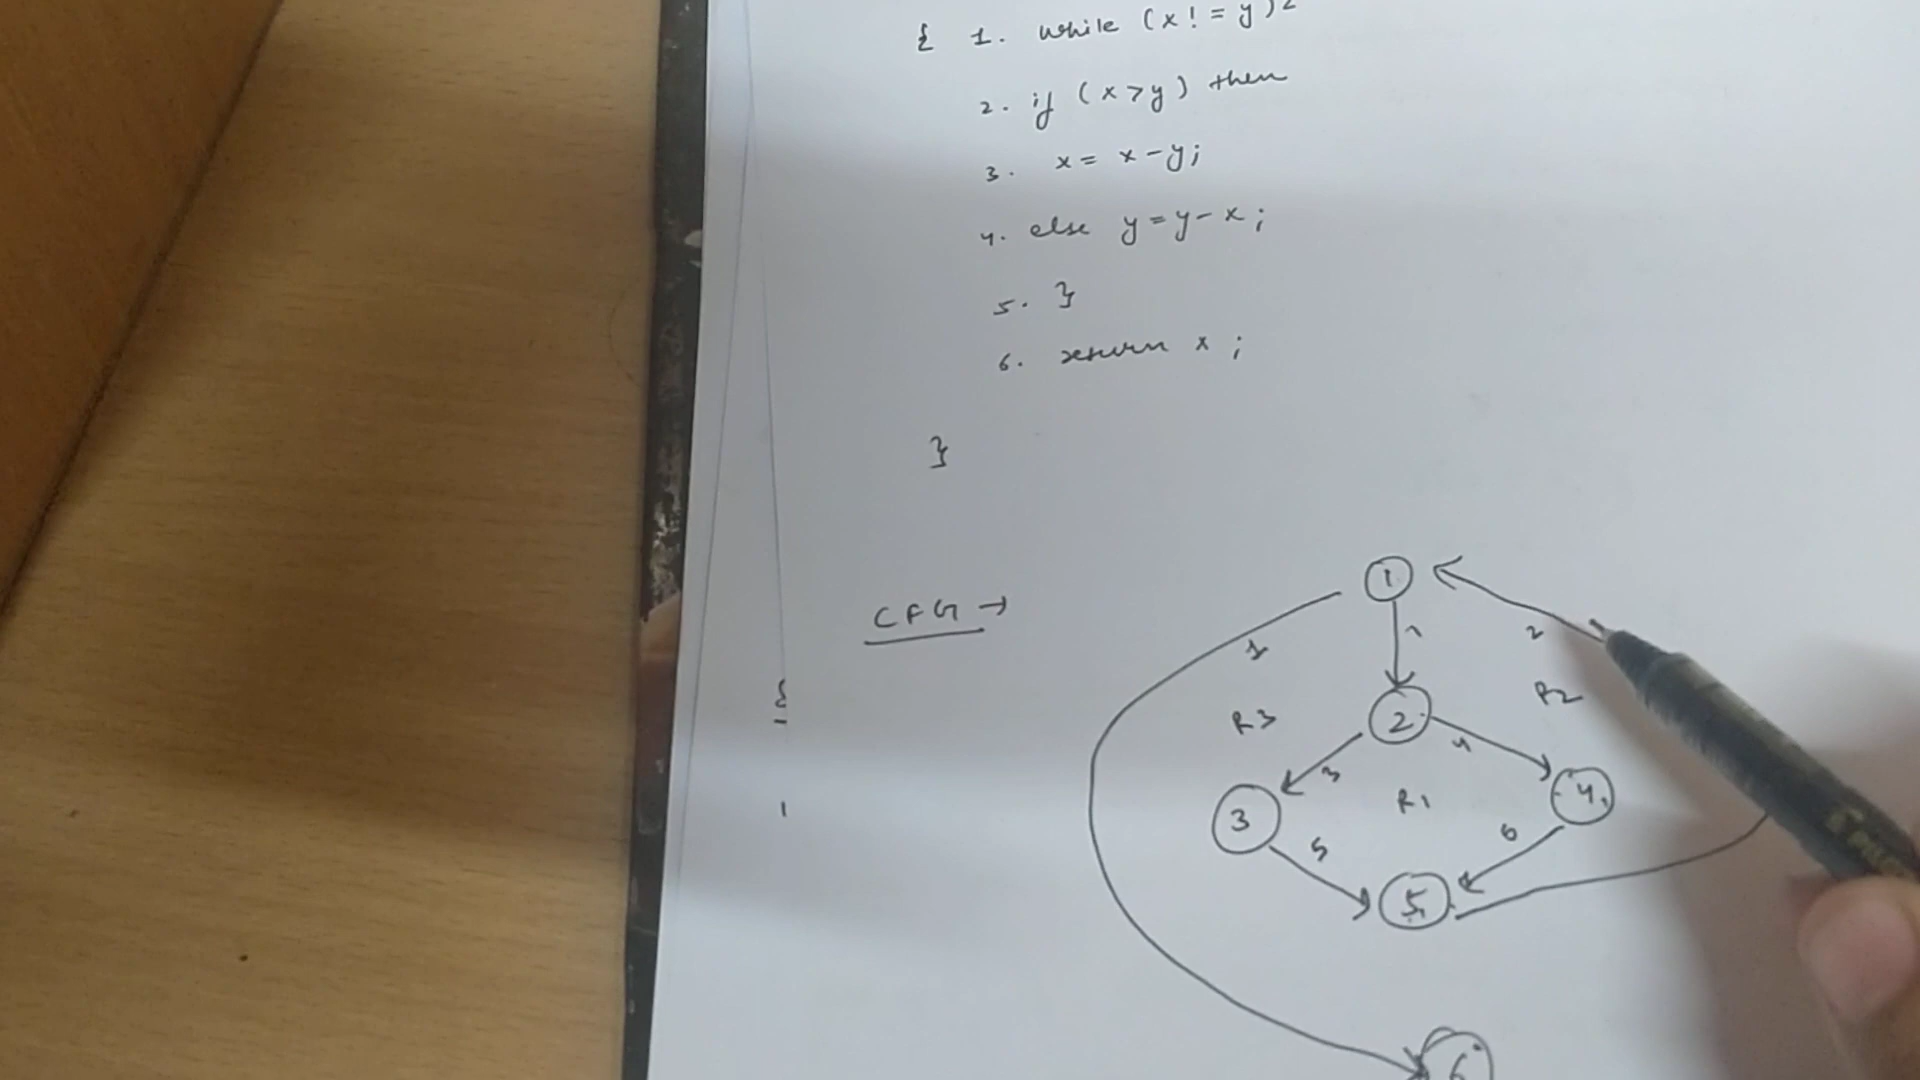 { 1. while (x != y) {
2. if (x > y) then
3. x = x - y;
4. else y = y - x;
5. }
6. return x ;
}
CFG →
1
1
1
2
R3
R2
2
3
4
R1
3
4
5
6
5
6